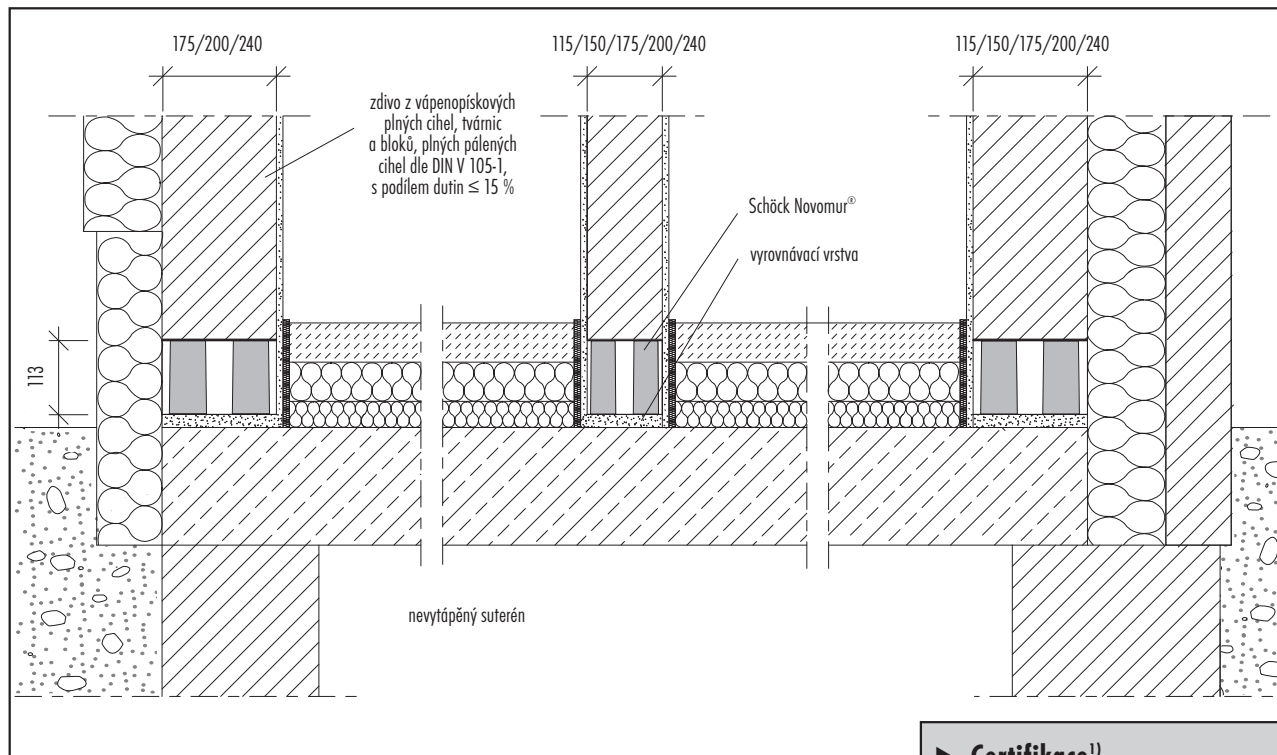 175/200/240
115/150/175/200/240
115/150/175/200/240
zdivo z vápenopískových
plných cihel, tvárnic
a bloků, plných pálených
cihel dle DIN V 105-1,
s podílem dutin ≤ 15 %
Schöck Novomur®
vyrovnávací vrstva
113
nevytápěný suterén
► Certifikace¹⁾